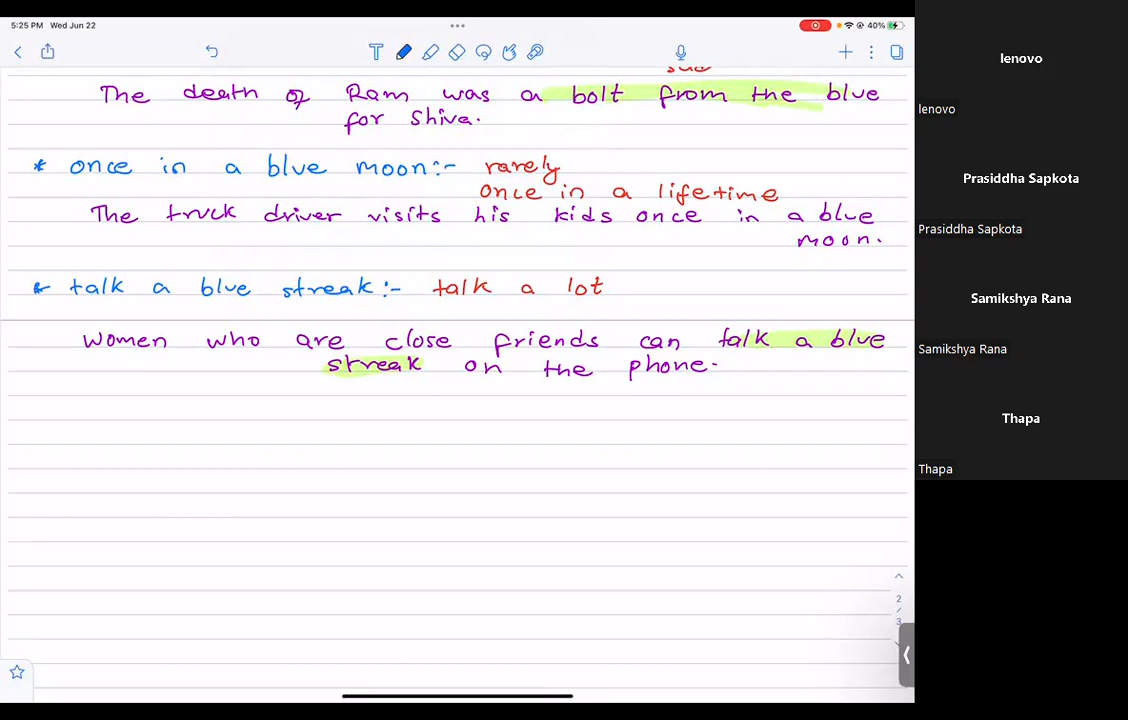 5:25 PM Wed Jun 22
40%
The death of Ram was a bolt from the blue
for Shiva.
* once in a blue moon:- rarely
once in a lifetime
The truck driver visits his kids once in a blue
moon.
* talk a blue streak:- talk a lot
Women who are close friends can talk a blue
streak on the phone.
2
/
3
lenovo
lenovo
Prasiddha Sapkota
Prasiddha Sapkota
Samikshya Rana
Samikshya Rana
Thapa
Thapa